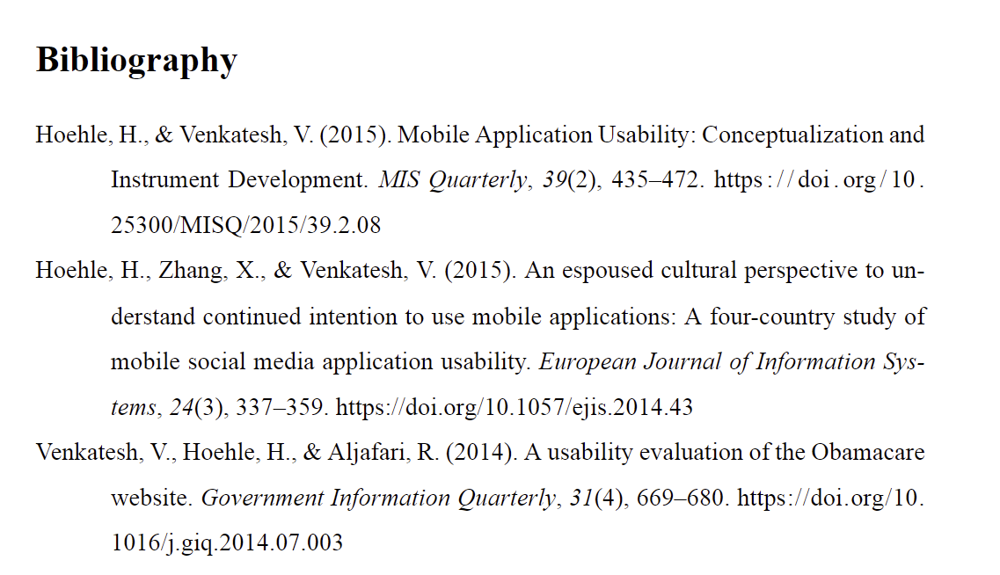 Bibliography
Hoehle, H., & Venkatesh, V. (2015). Mobile Application Usability: Conceptualization and
Instrument Development. MIS Quarterly, 39(2), 435–472. https://doi.org/10.
25300/MISQ/2015/39.2.08
Hoehle, H., Zhang, X., & Venkatesh, V. (2015). An espoused cultural perspective to un-
derstand continued intention to use mobile applications: A four-country study of
mobile social media application usability. European Journal of Information Sys-
tems, 24(3), 337–359. https://doi.org/10.1057/ejis.2014.43
Venkatesh, V., Hoehle, H., & Aljafari, R. (2014). A usability evaluation of the Obamacare
website. Government Information Quarterly, 31(4), 669–680. https://doi.org/10.
1016/j.giq.2014.07.003